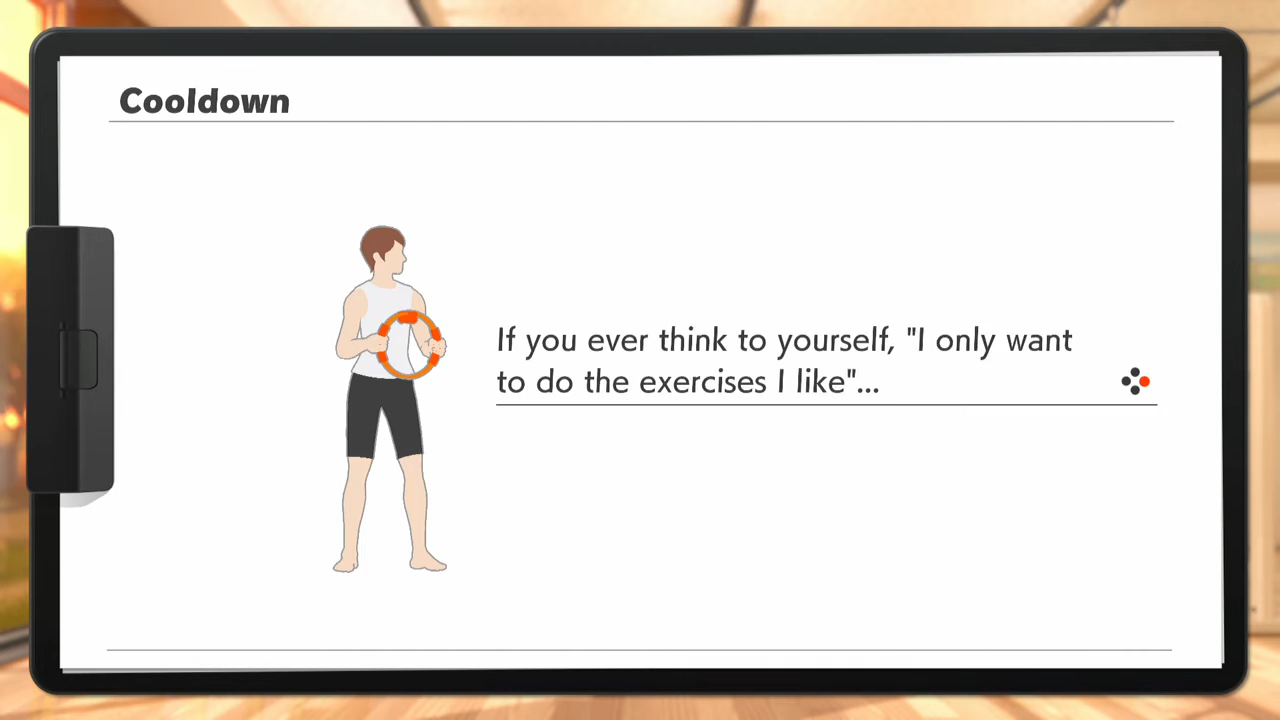 Cooldown
If you ever think to yourself, "I only want
to do the exercises I like"...